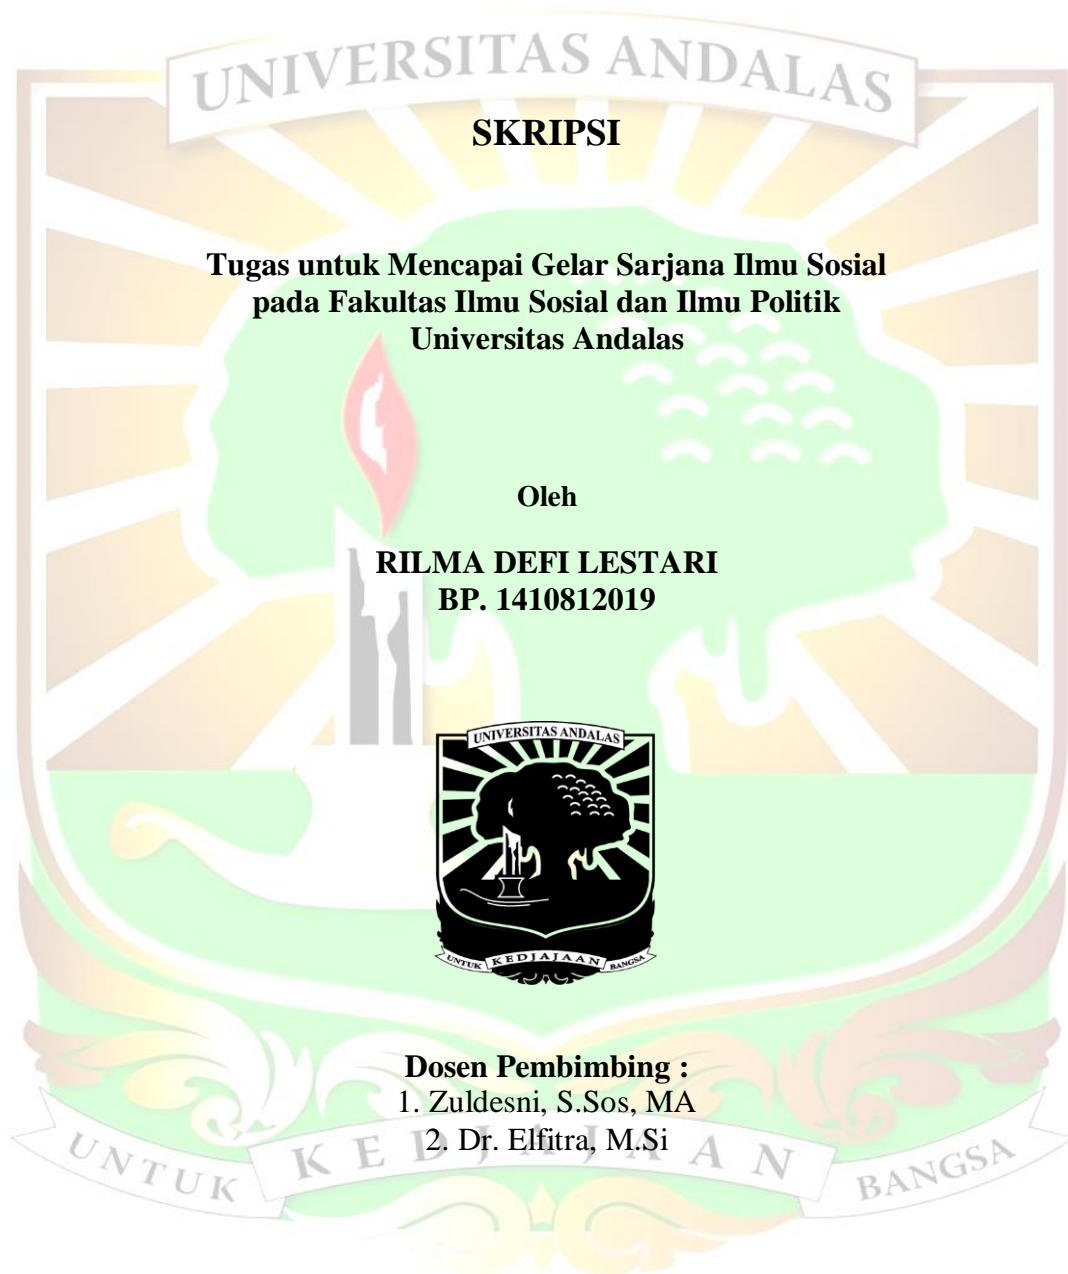 UNIVERSITAS ANDALAS
SKRIPSI
Tugas untuk Mencapai Gelar Sarjana Ilmu Sosial
pada Fakultas Ilmu Sosial dan Ilmu Politik
Universitas Andalas
Oleh
RILMA DEFI LESTARI
BP. 1410812019
UNIVERSITAS ANDALAS
UNTUK KEDJAJAAN BANGSA
Dosen Pembimbing :
1. Zuldesni, S.Sos, MA
2. Dr. Elfitra, M.Si
UNTUK KEDJAJAAN BANGSA